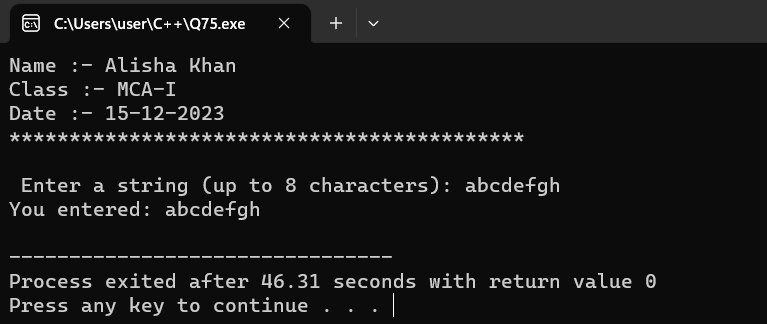 C:\Users\user\C++\Q75.exe
Name :- Alisha Khan
Class :- MCA-I
Date :- 15-12-2023
*******************************************
Enter a string (up to 8 characters): abcdefgh
You entered: abcdefgh
--------------------------------
Process exited after 46.31 seconds with return value 0
Press any key to continue . . .